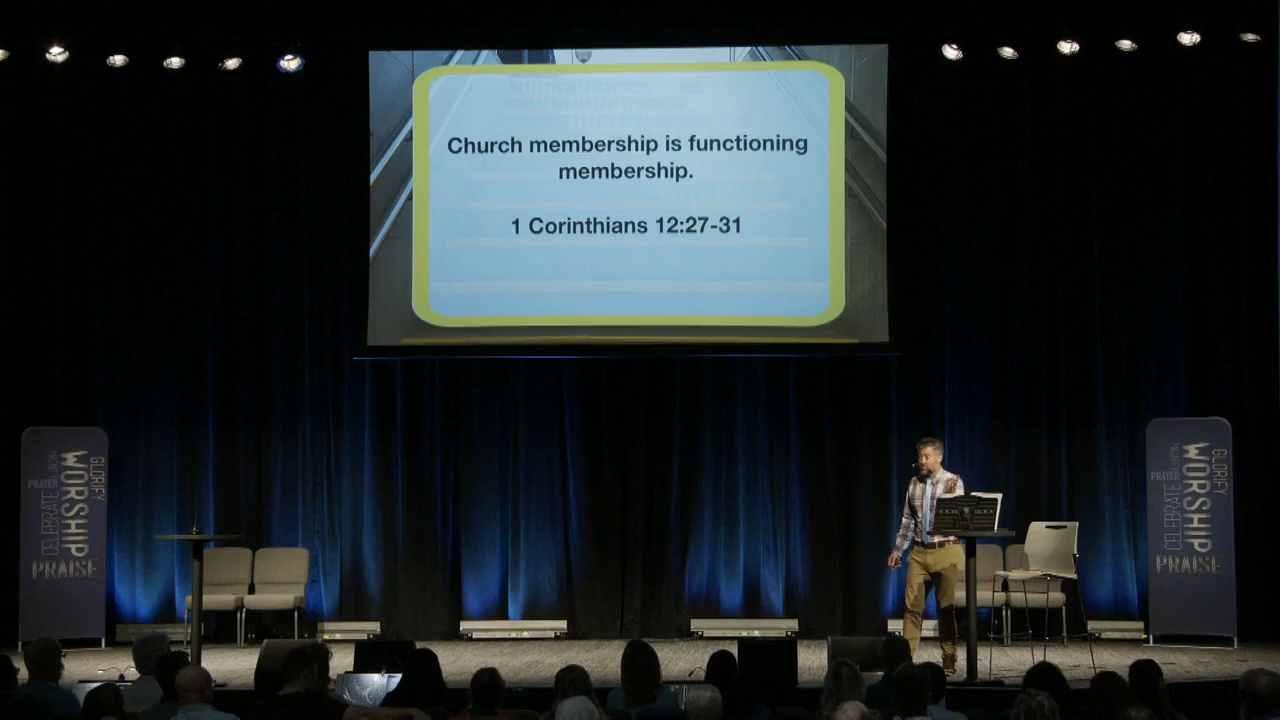 Church membership is functioning
membership.
1 Corinthians 12:27-31
GLORIFY
WORSHIP
PRAYER
CELEBRATE
PRAISE
GLORIFY
WORSHIP
PRAYER
CELEBRATE
PRAISE